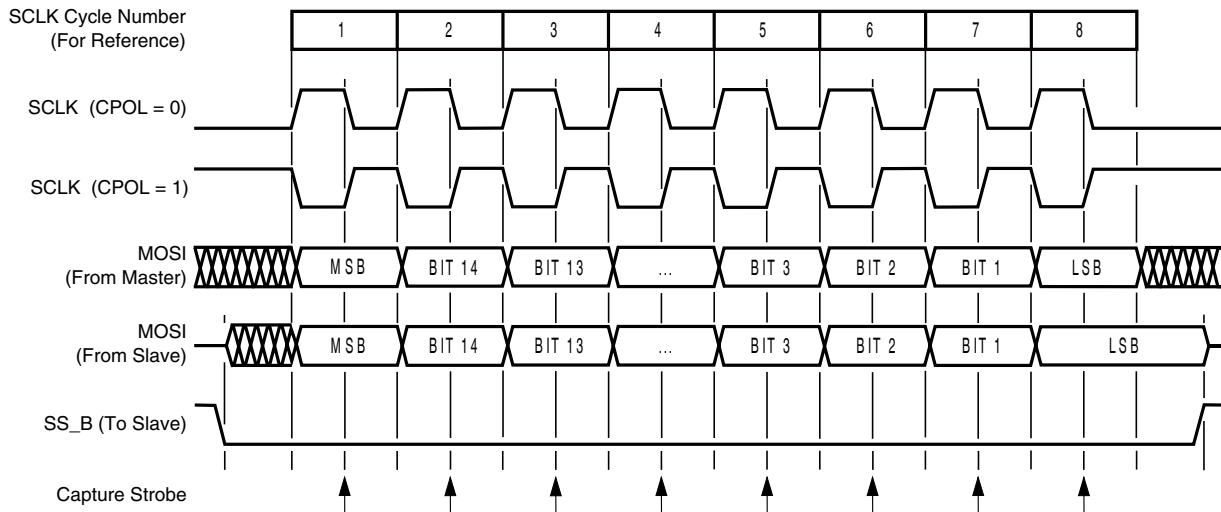 SCLK Cycle Number
(For Reference)
1 2 3 4 5 6 7 8
SCLK (CPOL = 0)
SCLK (CPOL = 1)
MOSI
(From Master)
MSB BIT 14 BIT 13 ... BIT 3 BIT 2 BIT 1 LSB
MOSI
(From Slave)
MSB BIT 14 BIT 13 ... BIT 3 BIT 2 BIT 1 LSB
SS_B (To Slave)
Capture Strobe